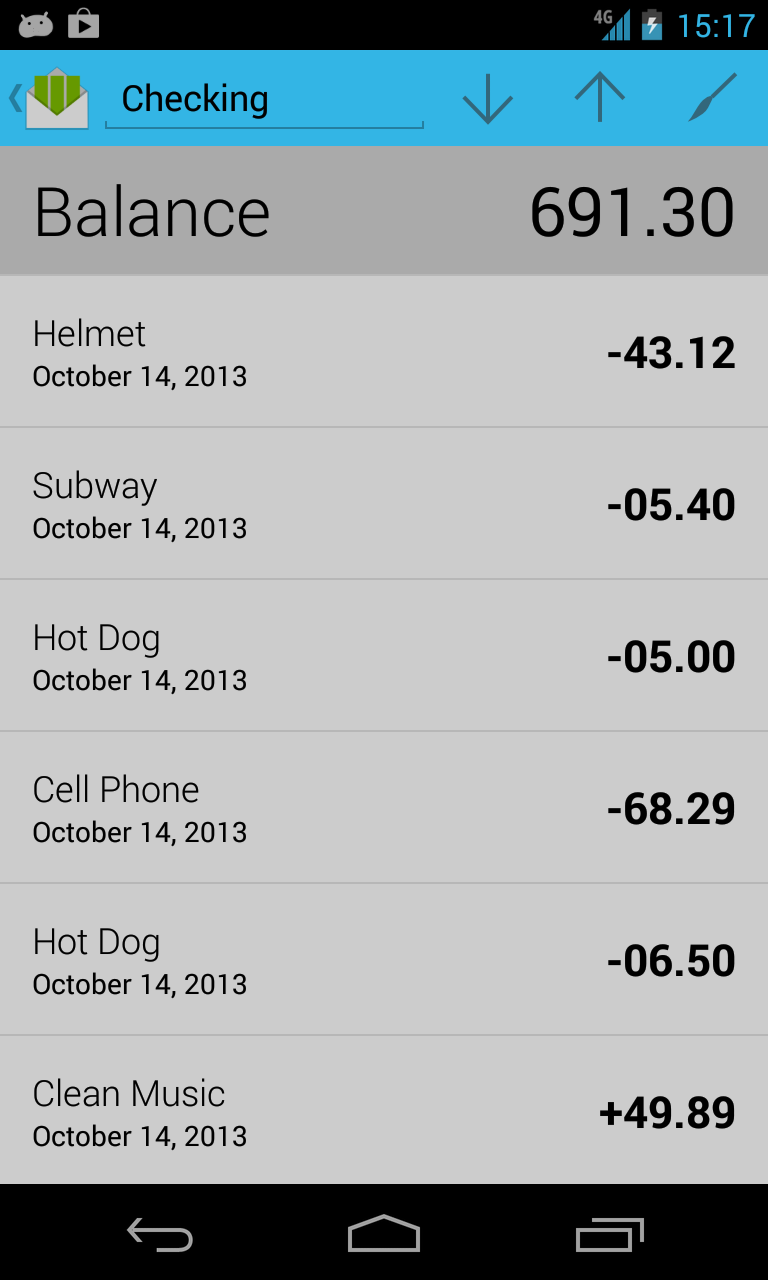 4G 15:17
Checking
Balance 691.30
Helmet
October 14, 2013
-43.12
Subway
October 14, 2013
-05.40
Hot Dog
October 14, 2013
-05.00
Cell Phone
October 14, 2013
-68.29
Hot Dog
October 14, 2013
-06.50
Clean Music
October 14, 2013
+49.89